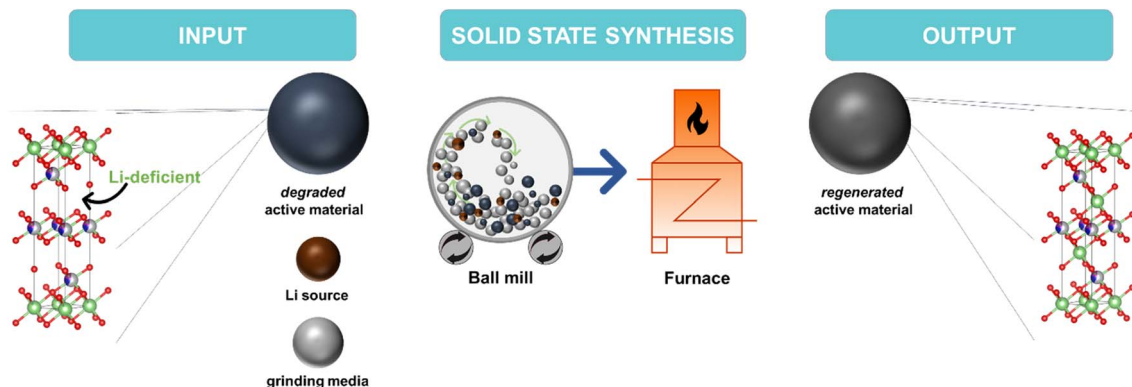 INPUT
SOLID STATE SYNTHESIS
OUTPUT
Li-deficient
degraded
active material
Li source
grinding media
Ball mill
Furnace
regenerated
active material